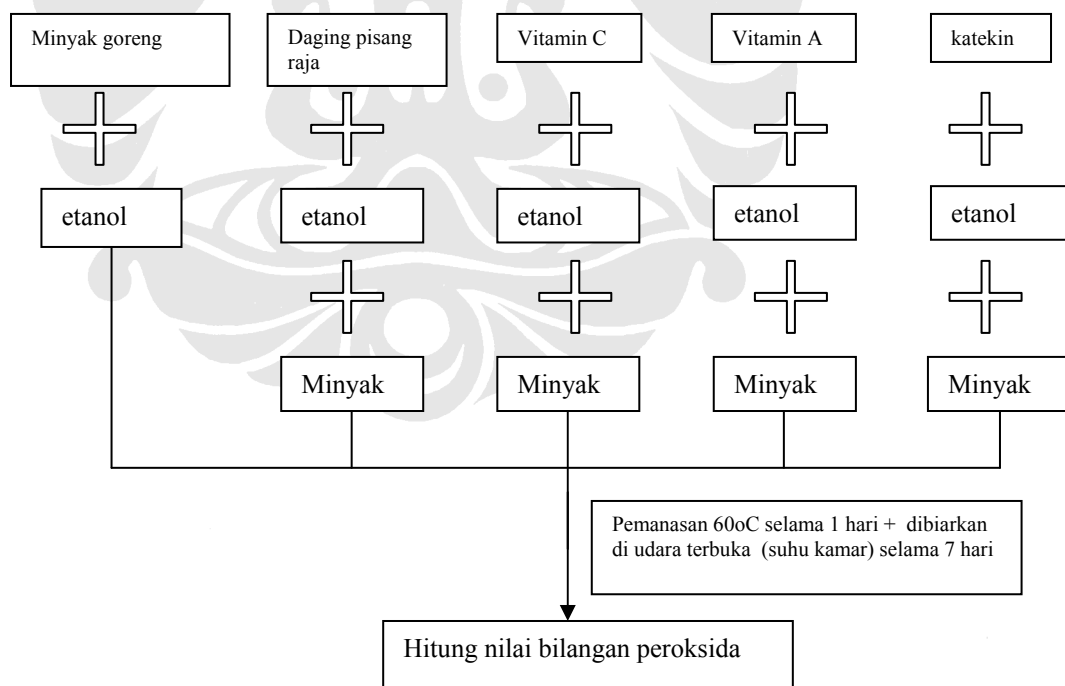 Minyak goreng
Daging pisang
raja
Vitamin C
Vitamin A
katekin
etanol
etanol
etanol
etanol
etanol
Minyak
Minyak
Minyak
Minyak
Pemanasan 60oC selama 1 hari + dibiarkan
di udara terbuka (suhu kamar) selama 7 hari
Hitung nilai bilangan peroksida